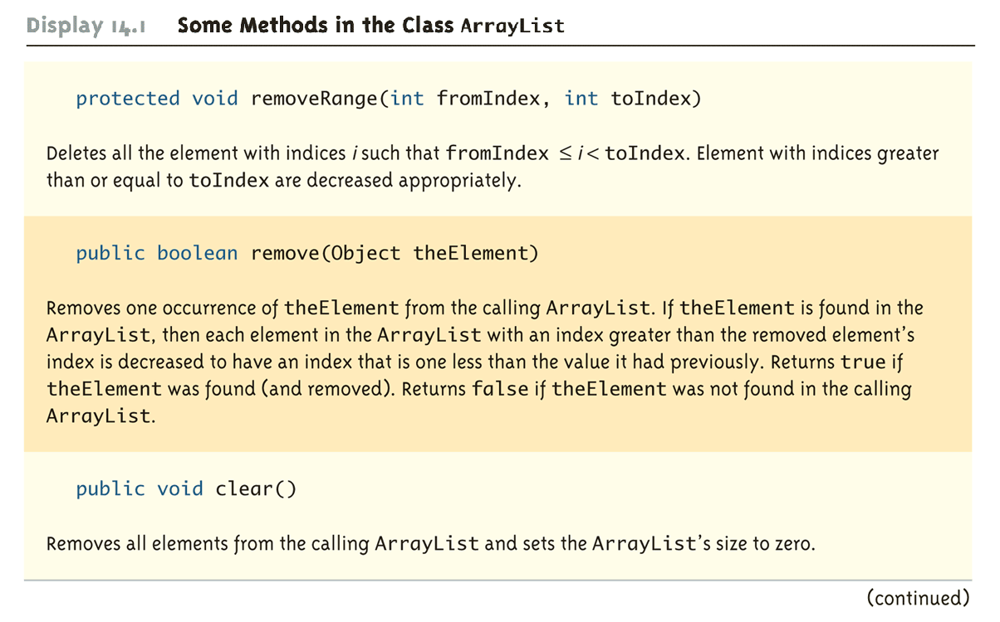 Display 14.1 Some Methods in the Class ArrayList
protected void removeRange(int fromIndex, int toIndex)
Deletes all the element with indices i such that fromIndex ≤ i < toIndex. Element with indices greater
than or equal to toIndex are decreased appropriately.
public boolean remove(Object theElement)
Removes one occurrence of theElement from the calling ArrayList. If theElement is found in the
ArrayList, then each element in the ArrayList with an index greater than the removed element’s
index is decreased to have an index that is one less than the value it had previously. Returns true if
theElement was found (and removed). Returns false if theElement was not found in the calling
ArrayList.
public void clear()
Removes all elements from the calling ArrayList and sets the ArrayList’s size to zero.
(continued)